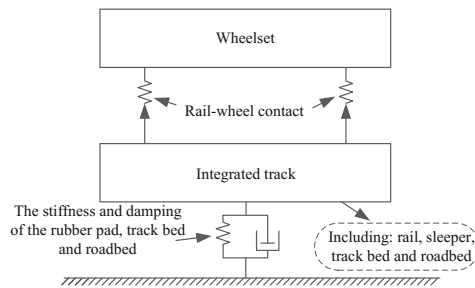 Wheelset
Rail-wheel contact
Integrated track
The stiffness and damping
of the rubber pad, track bed
and roadbed
Including: rail, sleeper,
track bed and roadbed